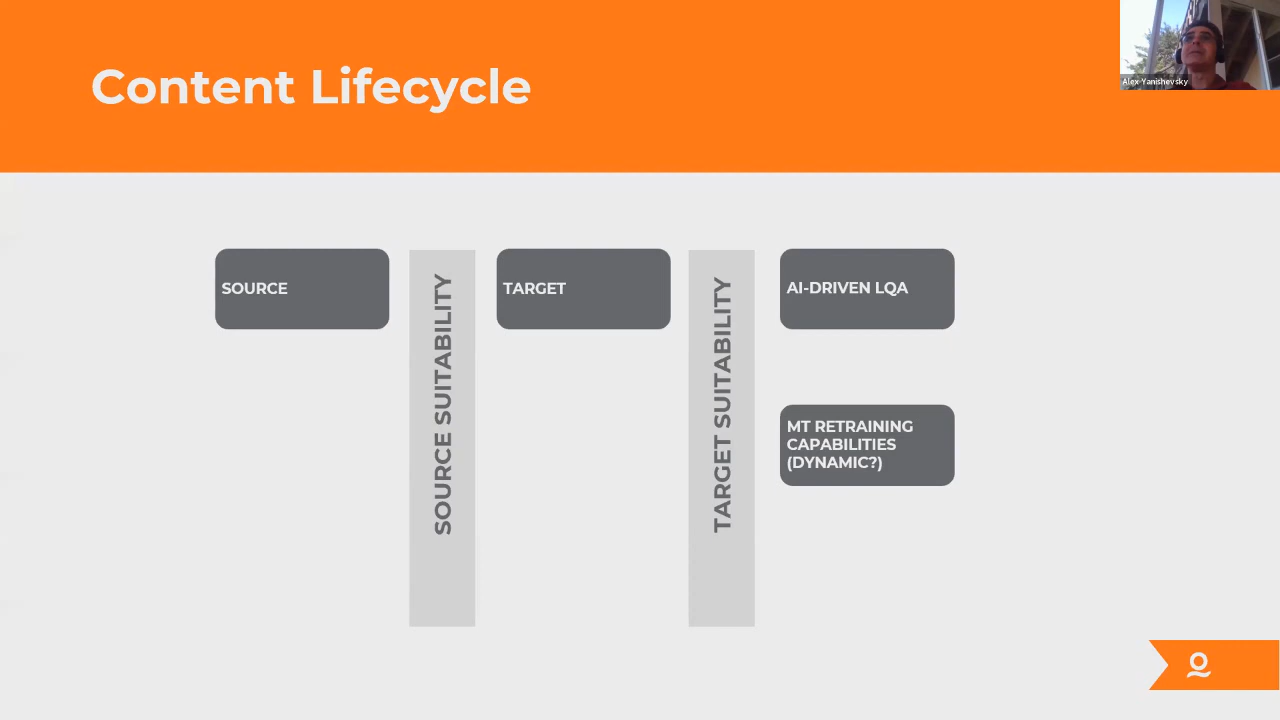 Content Lifecycle
Alex Yanishevsky
SOURCE
SOURCE SUITABILITY
TARGET
TARGET SUITABILITY
AI-DRIVEN LQA
MT RETRAINING
CAPABILITIES
(DYNAMIC?)